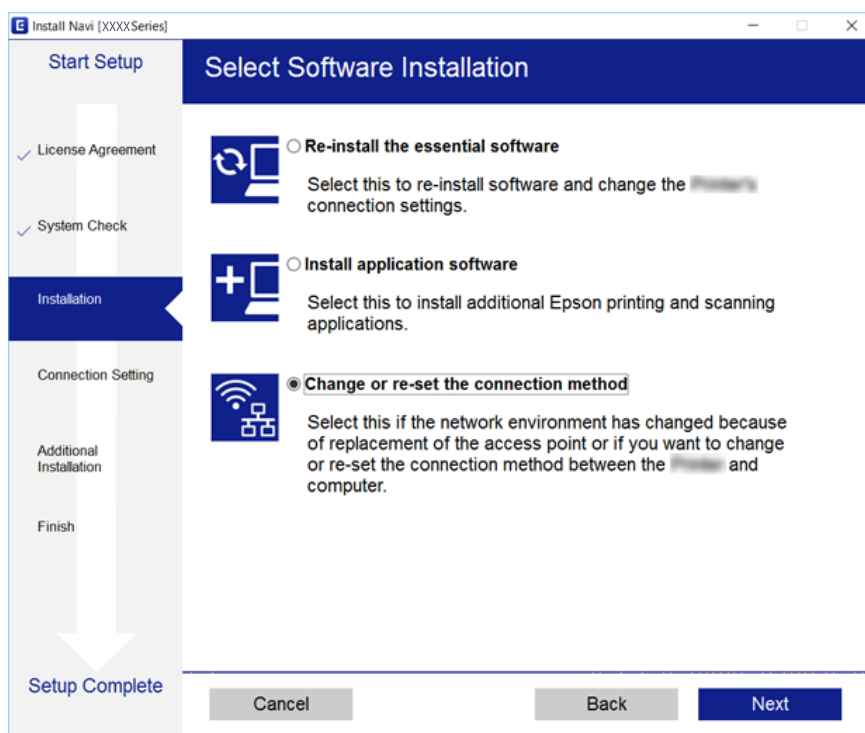 Install Navi [XXXX Series]
Start Setup
Select Software Installation
License Agreement
System Check
Installation
Connection Setting
Additional
Installation
Finish
Setup Complete
Re-install the essential software
Select this to re-install software and change the
connection settings.
Install application software
Select this to install additional Epson printing and scanning
applications.
Change or re-set the connection method
Select this if the network environment has changed because
of replacement of the access point or if you want to change
or re-set the connection method between the and
computer.
Cancel
Back
Next